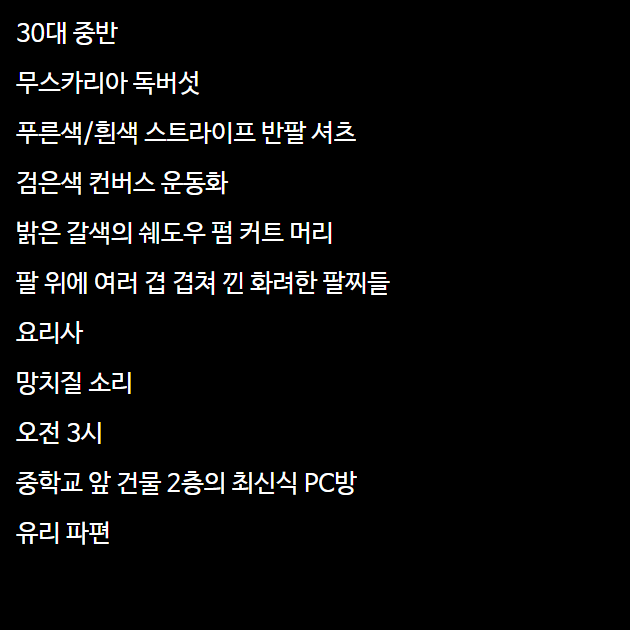 30대 중반
무스카리아 독버섯
푸른색/흰색 스트라이프 반팔 셔츠
검은색 컨버스 운동화
밝은 갈색의 쉐도우 펌 커트 머리
팔 위에 여러 겹 겹쳐 낀 화려한 팔찌들
요리사
망치질 소리
오전 3시
중학교 앞 건물 2층의 최신식 PC방
유리 파편